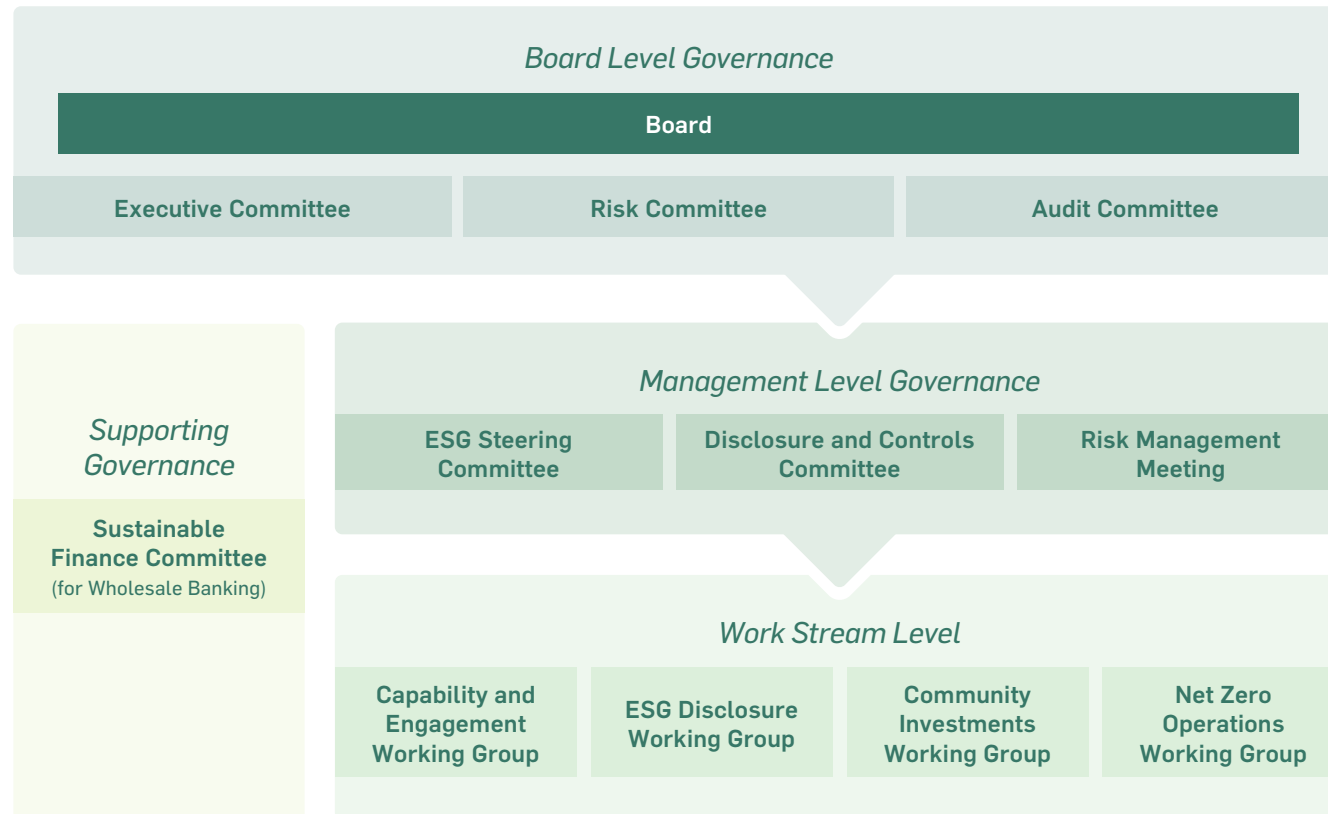 Board Level Governance
Board
Executive Committee
Risk Committee
Audit Committee
Supporting
Governance
Sustainable
Finance Committee
(for Wholesale Banking)
Management Level Governance
ESG Steering
Committee
Disclosure and Controls
Committee
Risk Management
Meeting
Work Stream Level
Capability and
Engagement
Working Group
ESG Disclosure
Working Group
Community
Investments
Working Group
Net Zero
Operations
Working Group